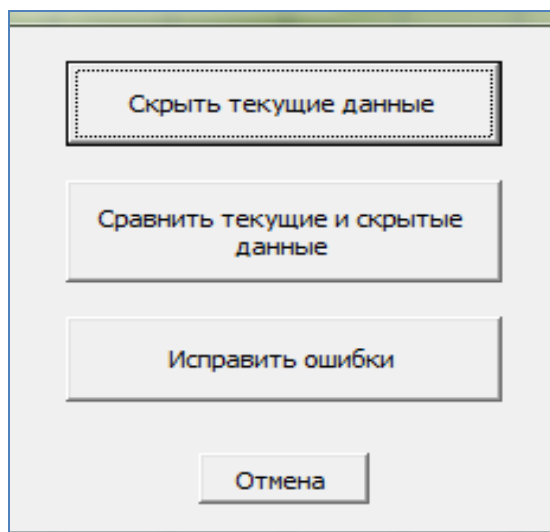 Скрыть текущие данные
Сравнить текущие и скрытые
данные
Исправить ошибки
Отмена